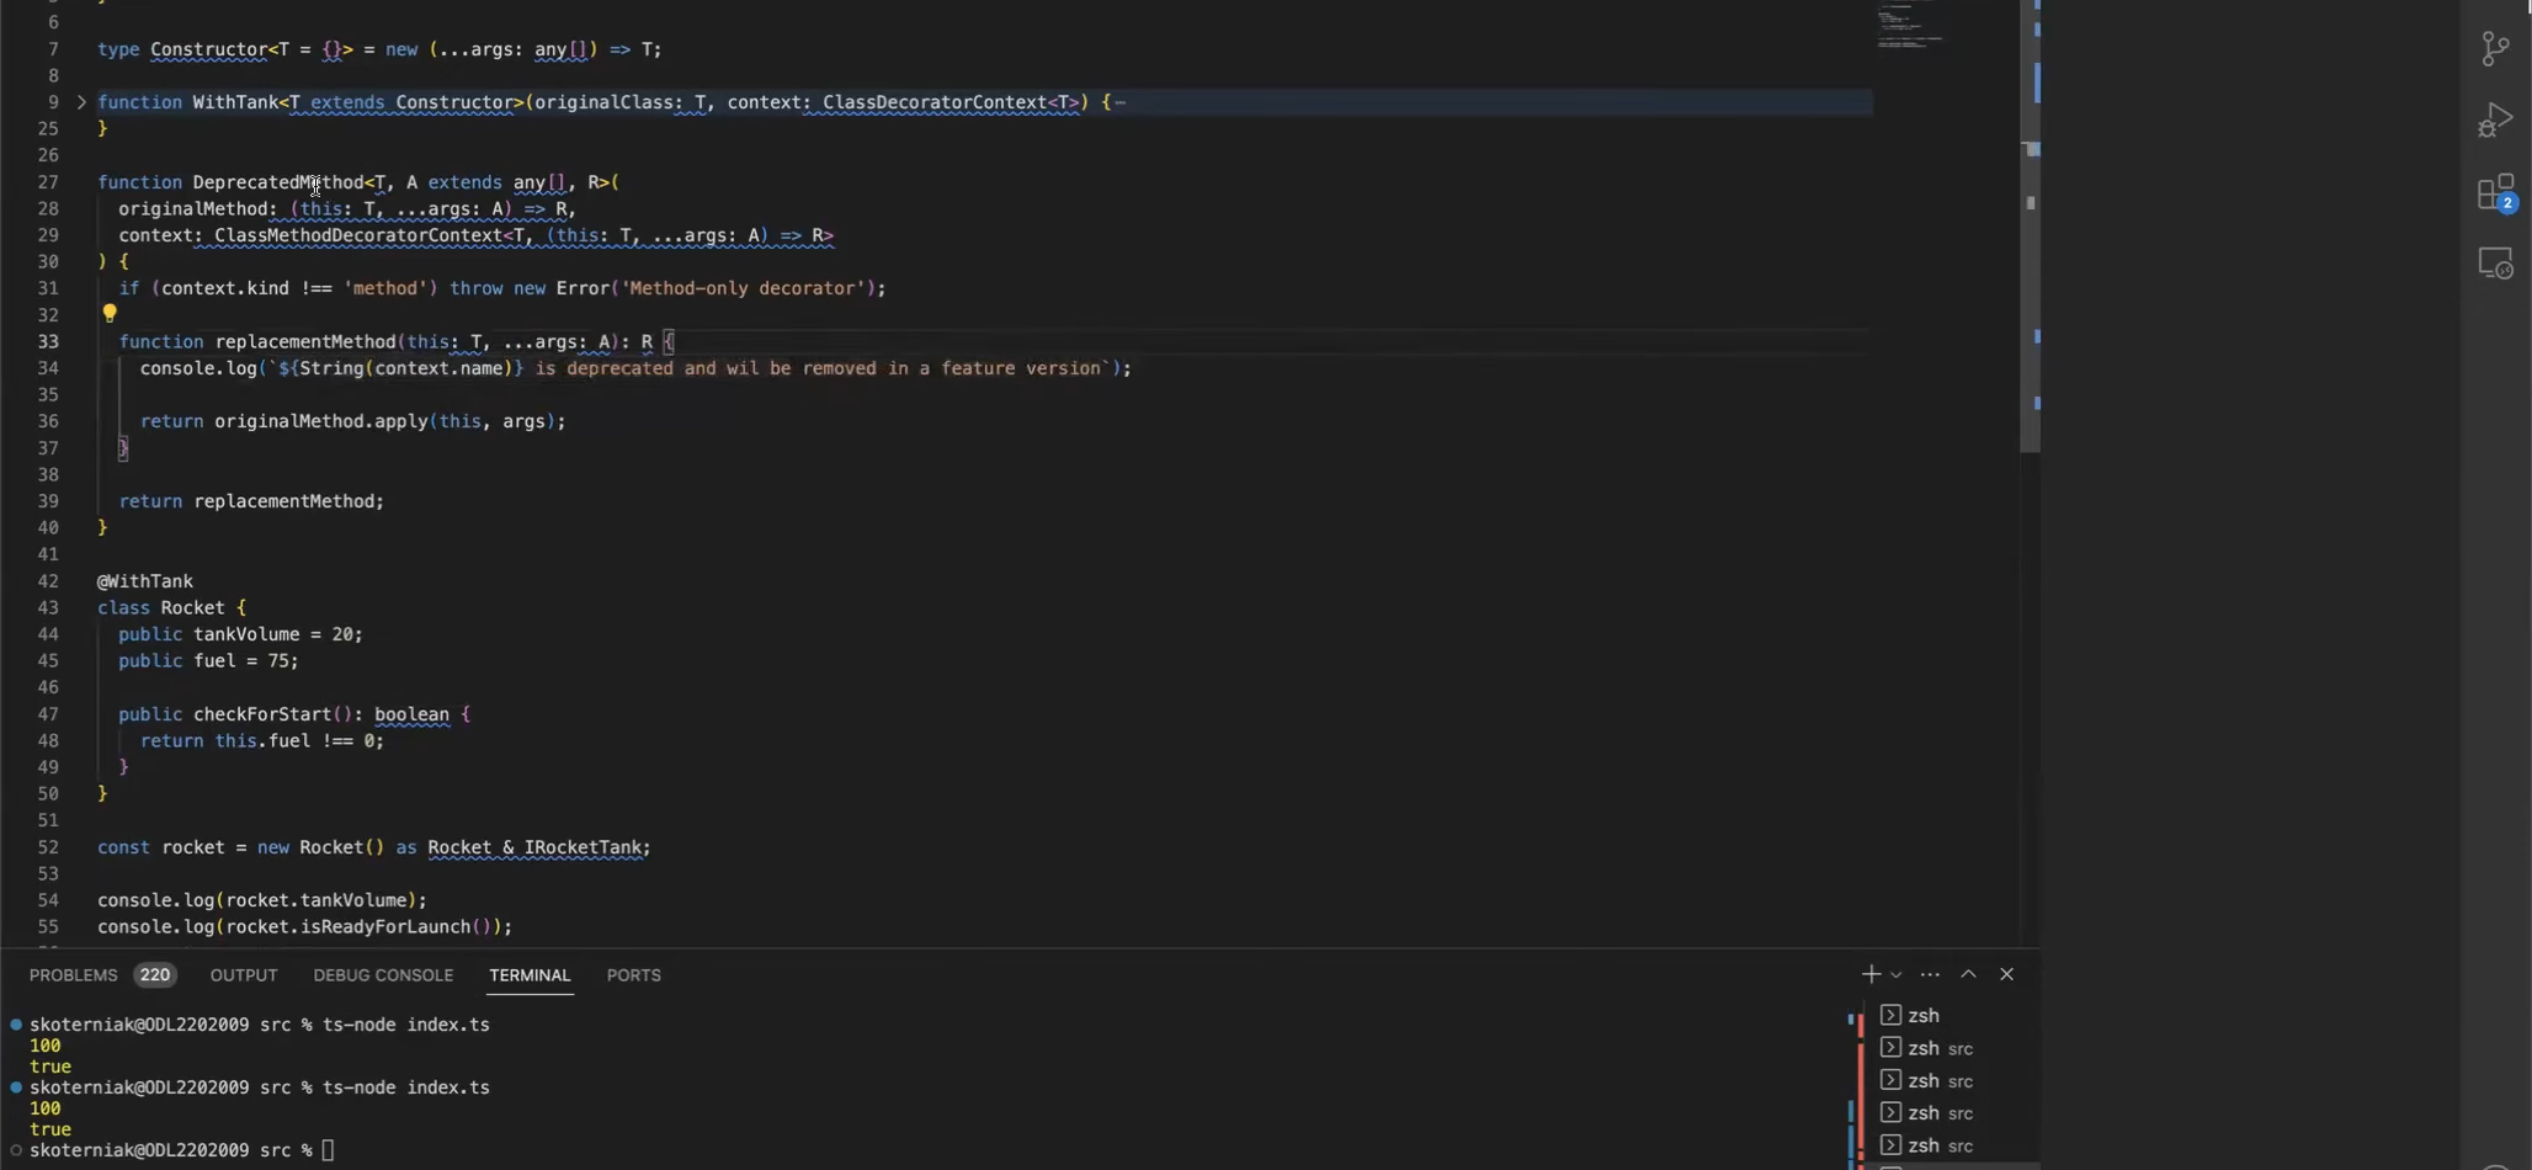 6
7 type Constructor<T = {}> = new (...args: any[]) => T;
8
9 function WithTank<T extends Constructor>(originalClass: T, context: ClassDecoratorContext<T>) {
25 }
26
27 function DeprecatedMethod<T, A extends any[], R>(
28 originalMethod: (this: T, ...args: A) => R,
29 context: ClassMethodDecoratorContext<T, (this: T, ...args: A) => R>
30 ) {
31 if (context.kind !== 'method') throw new Error('Method-only decorator');
32
33 function replacementMethod(this: T, ...args: A): R {
34 console.log(`${String(context.name)} is deprecated and wil be removed in a feature version`);
35
36 return originalMethod.apply(this, args);
37 }
38
39 return replacementMethod;
40 }
41
42 @WithTank
43 class Rocket {
44 public tankVolume = 20;
45 public fuel = 75;
46
47 public checkForStart(): boolean {
48 return this.fuel !== 0;
49 }
50 }
51
52 const rocket = new Rocket() as Rocket & IRocketTank;
53
54 console.log(rocket.tankVolume);
55 console.log(rocket.isReadyForLaunch());
2
PROBLEMS 220 OUTPUT DEBUG CONSOLE TERMINAL PORTS
skoterniak@ODL2202009 src % ts-node index.ts
100
true
skoterniak@ODL2202009 src % ts-node index.ts
100
true
skoterniak@ODL2202009 src %
zsh
zsh src
zsh src
zsh src
zsh src